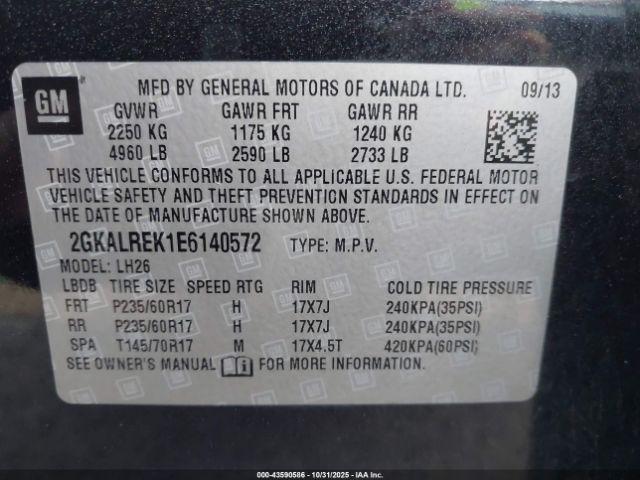 GM
MFD BY GENERAL MOTORS OF CANADA LTD. 09/13
GVWR GAWR FRT GAWR RR
2250 KG 1175 KG 1240 KG
4960 LB 2590 LB 2733 LB
THIS VEHICLE CONFORMS TO ALL APPLICABLE U.S. FEDERAL MOTOR
VEHICLE SAFETY AND THEFT PREVENTION STANDARDS IN EFFECT ON
THE DATE OF MANUFACTURE SHOWN ABOVE.
2GKALREK1E6140572 TYPE: M.P.V.
MODEL: LH26
LBDB TIRE SIZE SPEED RTG RIM COLD TIRE PRESSURE
FRT P235/60R17 H 17X7J 240KPA(35PSI)
RR P235/60R17 H 17X7J 240KPA(35PSI)
SPA T145/70R17 M 17X4.5T 420KPA(60PSI)
SEE OWNER'S MANUAL FOR MORE INFORMATION.
000-43590586 | 10/31/2025 | IAA, Inc.